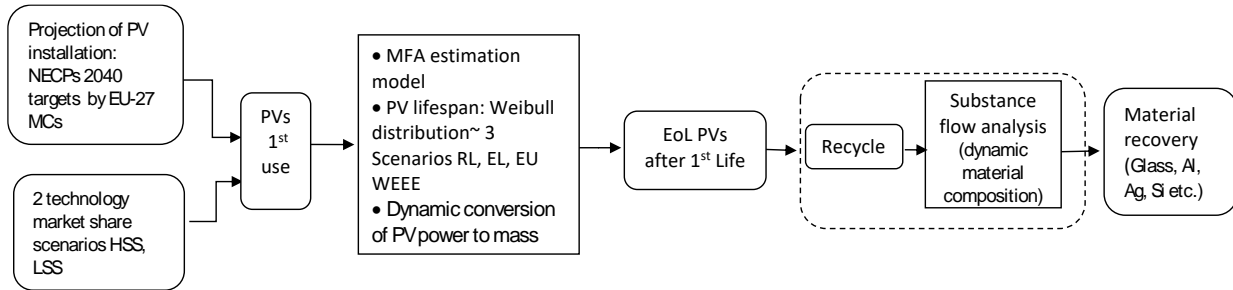 Projection of PV
installation:
NECPs 2040
targets by EU-27
MCs
2 technology
market share
scenarios HSS,
LSS
PVs
1st
use
• MFA estimation
model
• PV lifespan: Weibull
distribution~ 3
Scenarios RL, EL, EU
WEEE
• Dynamic conversion
of PV power to mass
EoL PVs
after 1st Life
Recycle
Substance
flow analysis
(dynamic
material
composition)
Material
recovery
(Glass, Al,
Ag, Si etc.)